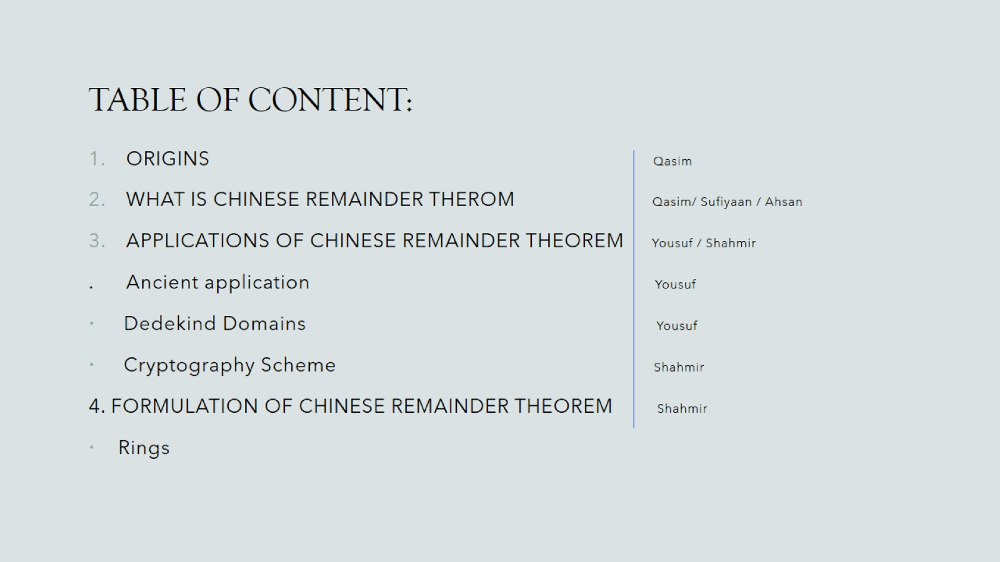 TABLE OF CONTENT:
1. ORIGINS
Qasim
2. WHAT IS CHINESE REMAINDER THEROM
Qasim/ Sufiyaan / Ahsan
3. APPLICATIONS OF CHINESE REMAINDER THEOREM
Yousuf / Shahmir
. Ancient application
Yousuf
• Dedekind Domains
Yousuf
• Cryptography Scheme
Shahmir
4. FORMULATION OF CHINESE REMAINDER THEOREM
Shahmir
• Rings